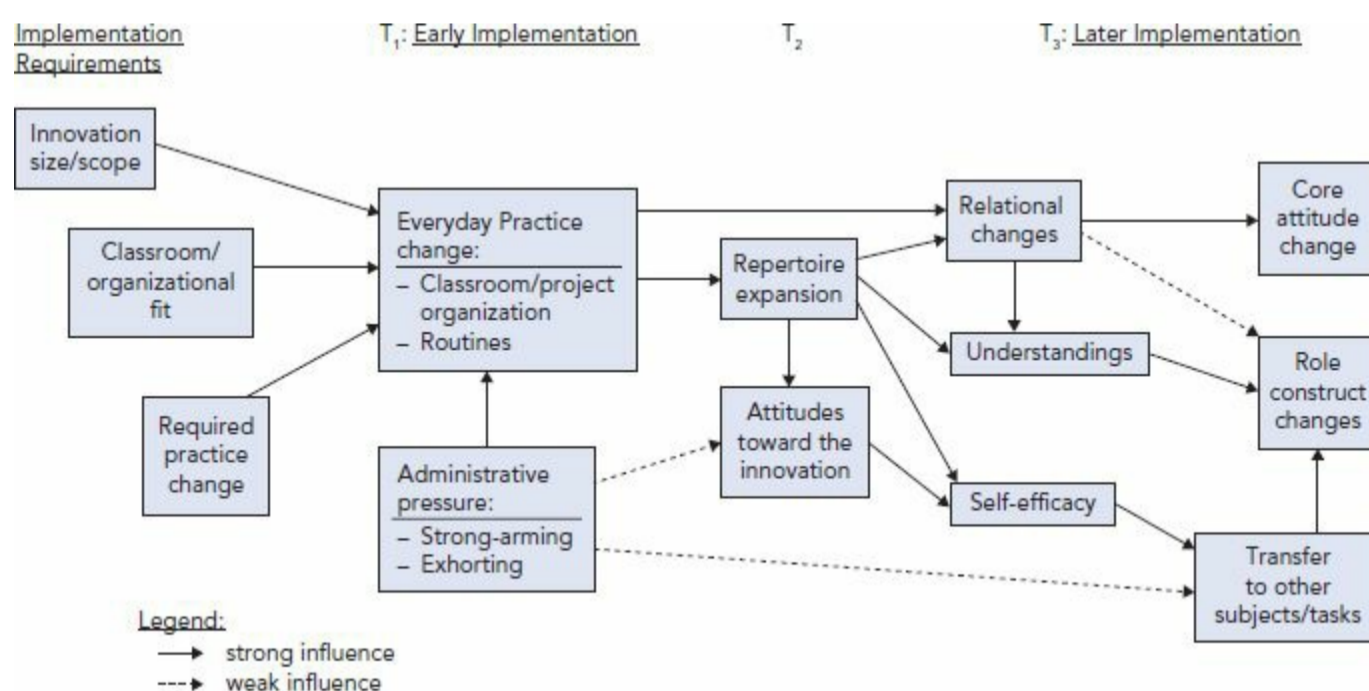 Implementation
Requirements
T₁: Early Implementation
T₂
T₃: Later Implementation
Innovation
size/scope
Classroom/
organizational
fit
Required
practice
change
Everyday Practice
change:
– Classroom/project
organization
– Routines
Administrative
pressure:
– Strong-arming
– Exhorting
Repertoire
expansion
Attitudes
toward the
innovation
Relational
changes
Understandings
Self-efficacy
Core
attitude
change
Role
construct
changes
Transfer
to other
subjects/tasks
Legend:
strong influence
weak influence